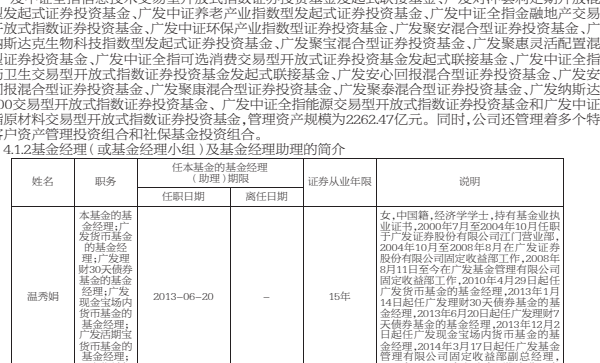 发中证全指信息技术交易型开放式指数证券投资基金发起式联接基金、广发对冲套利定期开放混
型发起式证券投资基金、广发中证养老产业指数型发起式证券投资基金、广发中证全指金融地产交易
开放式指数证券投资基金、广发中证环保产业指数型证券投资基金、广发聚安混合型证券投资基金、广
纳斯达克生物科技指数型发起式证券投资基金、广发聚宝混合型证券投资基金、广发聚惠灵活配置混
型证券投资基金、广发中证全指可选消费交易型开放式证券投资基金发起式联接基金、广发中证全指
药卫生交易型开放式指数证券投资基金发起式联接基金、广发安心回报混合型证券投资基金、广发安
回报混合型证券投资基金、广发聚康混合型证券投资基金、广发聚泰混合型证券投资基金、广发纳斯达
00交易型开放式指数证券投资基金、 广发中证全指能源交易型开放式指数证券投资基金和广发中证
指原材料交易型开放式指数证券投资基金,管理资产规模为2262.47亿元。同时,公司还管理着多个特
客户资产管理投资组合和社保基金投资组合。
4.1.2基金经理(或基金经理小组)及基金经理助理的简介
姓名
职务
任本基金的基金经理
(助理)期限
任职日期
离任日期
证券从业年限
说明
温秀娟
本基金的基
金经理;广
发货币基金
的基金经
理;广发理
财30天债券
基金的基金
经理;广发
现金宝场内
货币基金的
基金经理;
广发活期宝
货币基金的
基金经理;
2013-06-20
–
15年
女,中国籍,经济学学士,持有基金业执
业证书,2000年7月至2004年10月任职
于广发证券股份有限公司江门营业部,
2004年10月至2008年8月在广发证券
股份有限公司固定收益部工作,2008年
8月11日至今在广发基金管理有限公司
固定收益部工作,2010年4月29日起任
广发货币基金的基金经理,2013年1月
14日起任广发理财30天债券基金的基
金经理,2013年6月20日起任广发理财7
天债券基金的基金经理,2013年12月2
日起任广发现金宝场内货币基金的基
金经理,2014年3月17日起任广发基金
管理有限公司固定收益部副总经理,